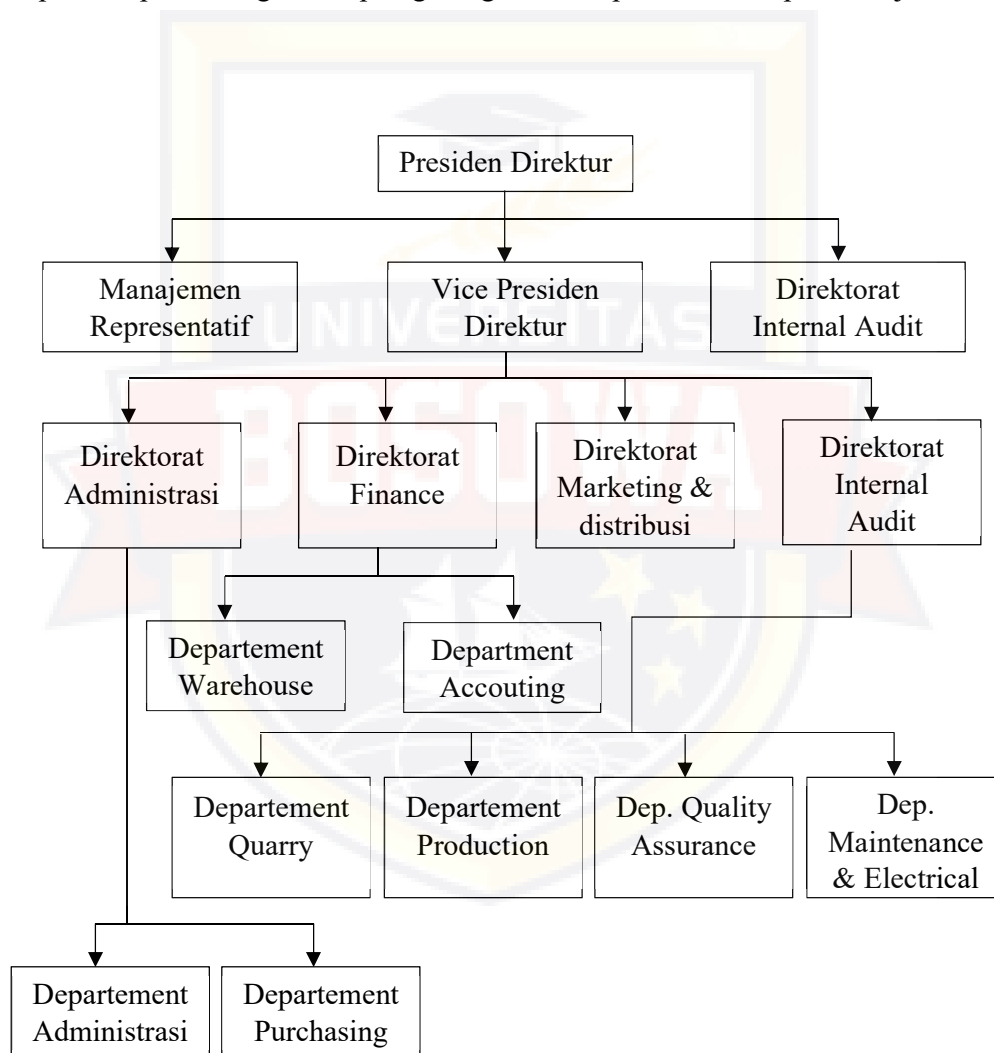 Presiden Direktur
Manajemen
Representatif
Vice Presiden
Direktur
Direktorat
Internal Audit
UNIVERSITAS
BOSOWA
Direktorat
Administrasi
Direktorat
Finance
Direktorat
Marketing &
distribusi
Direktorat
Internal
Audit
Departement
Warehouse
Department
Accouting
Departement
Quarry
Departement
Production
Dep. Quality
Assurance
Dep.
Maintenance
& Electrical
Departement
Administrasi
Departement
Purchasing